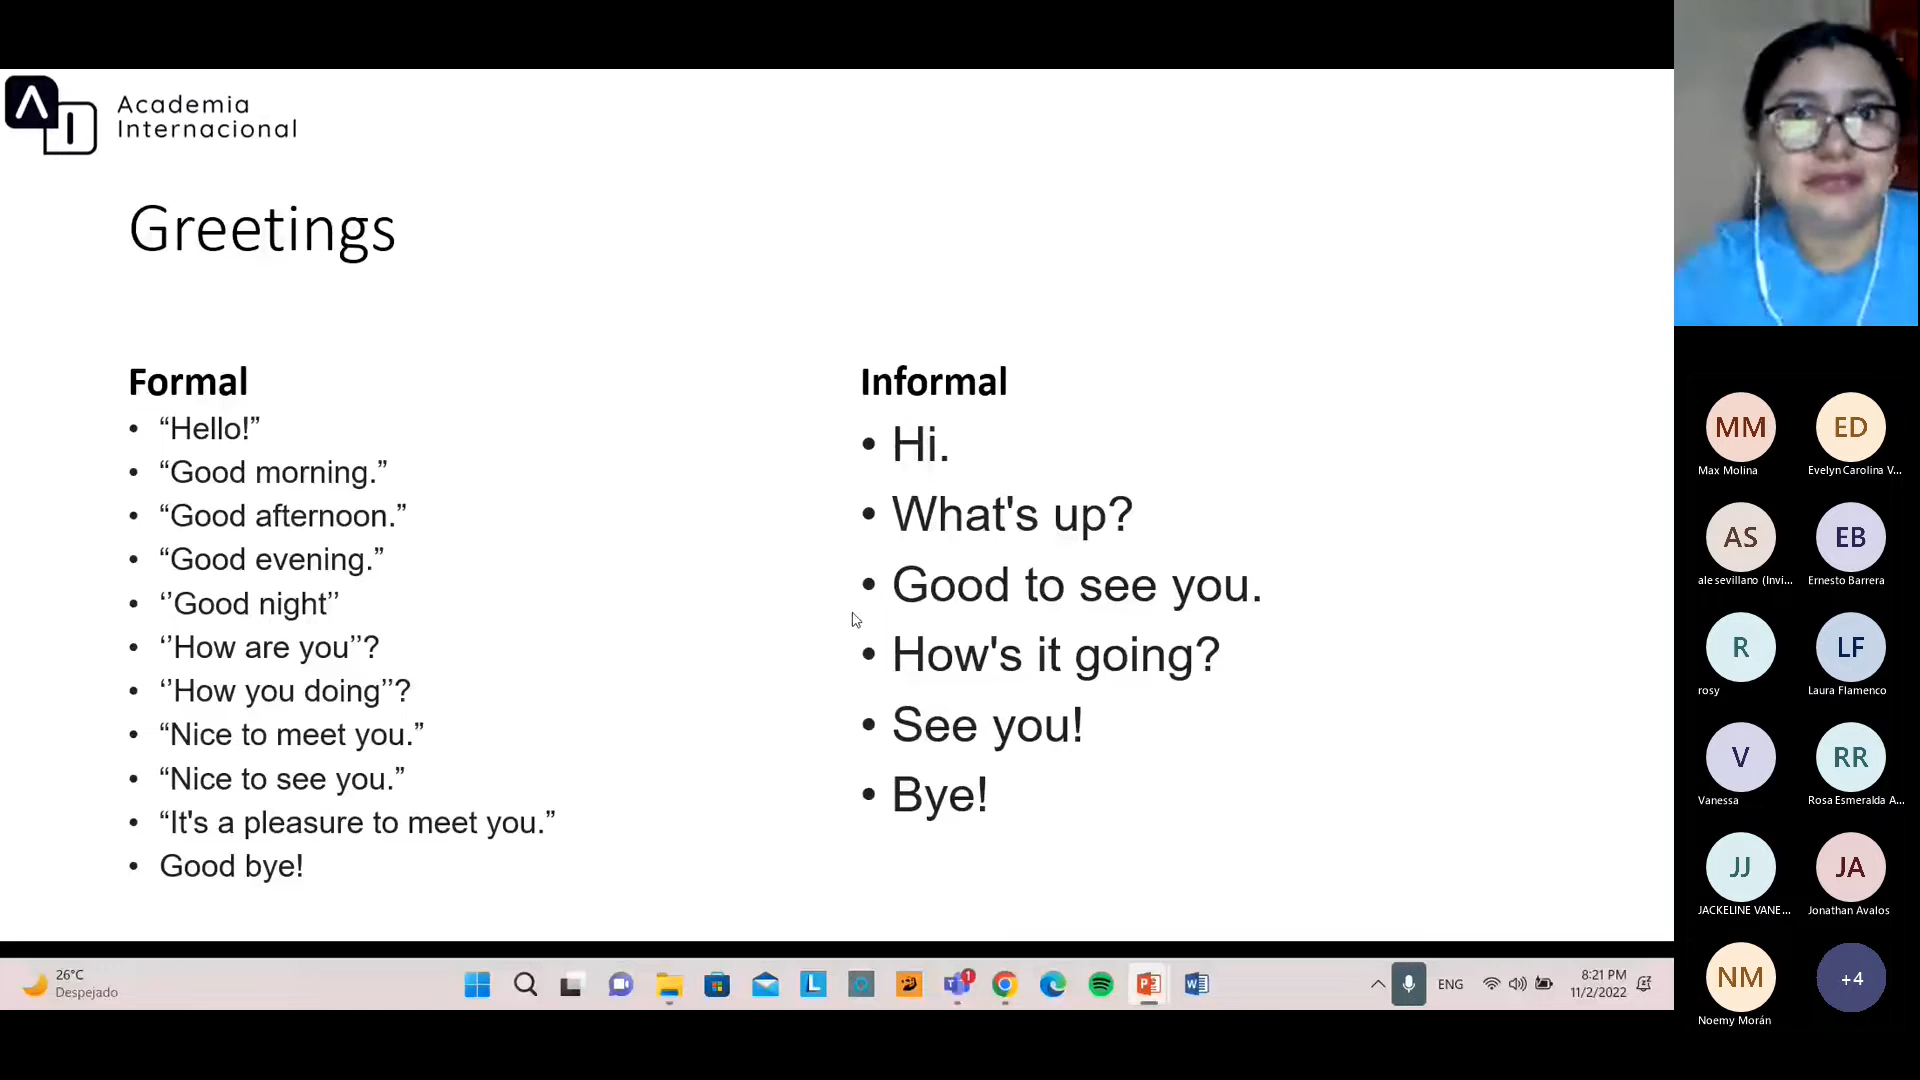 Academia
Internacional
Greetings
Formal
• “Hello!”
• “Good morning.”
• “Good afternoon.”
• “Good evening.”
• ‘’Good night’’
• ‘’How are you’’?
• ‘’How you doing’’?
• “Nice to meet you.”
• “Nice to see you.”
• “It's a pleasure to meet you.”
• Good bye!
Informal
• Hi.
• What's up?
• Good to see you.
• How's it going?
• See you!
• Bye!
MM ED
Max Molina Evelyn Carolina V...
AS EB
ale sevillano (Invi... Ernesto Barrera
R LF
rosy Laura Flamenco
V RR
Vanessa Rosa Esmeralda A...
JJ JA
JACKELINE VANE... Jonathan Avalos
NM +4
Noemy Morán
26°C
Despejado
1
ENG
8:21 PM
11/2/2022